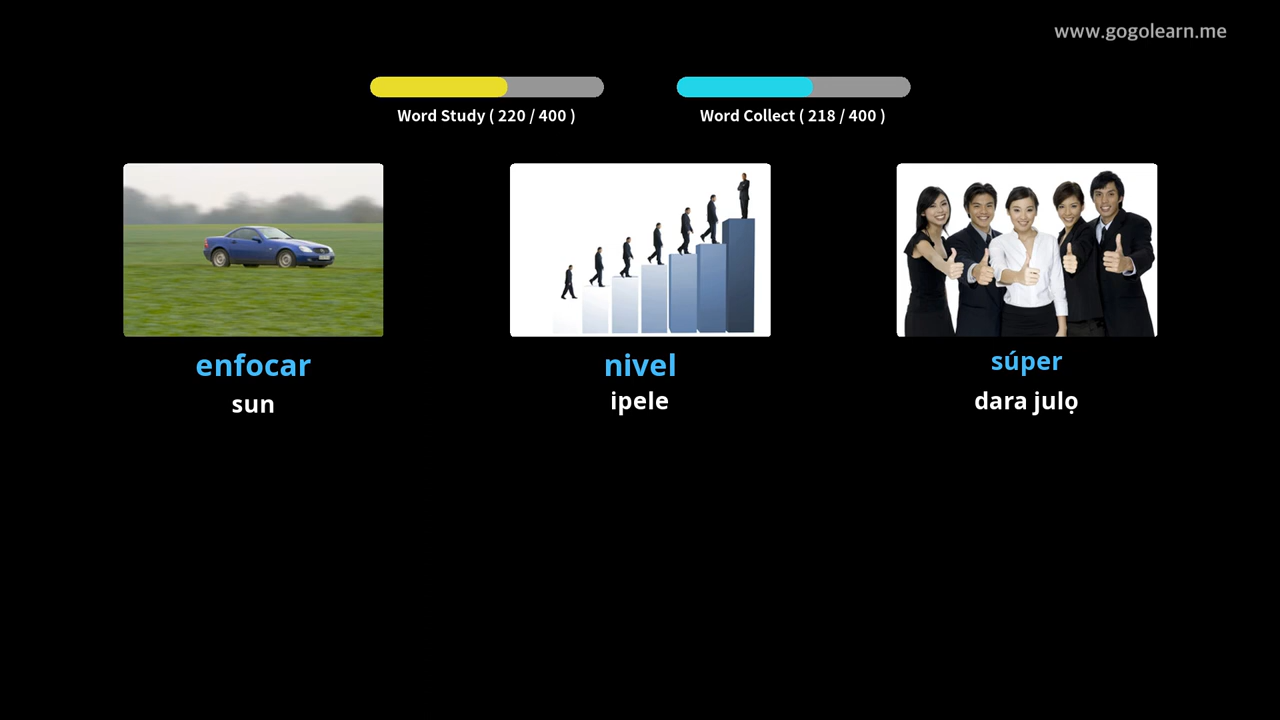 www.gogolearn.me
Word Study ( 220 / 400 )
Word Collect ( 218 / 400 )
enfocar
nivel
súper
sun
ipele
dara julọ